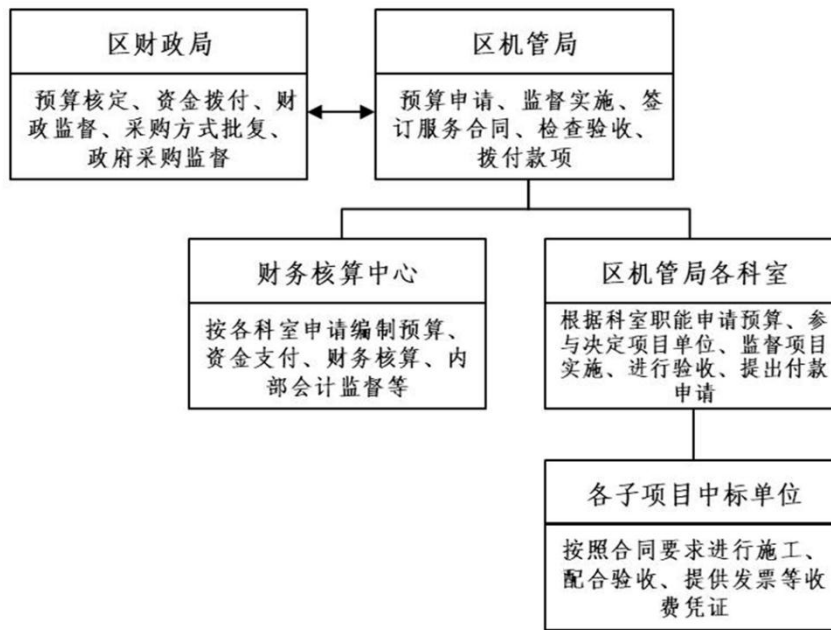 区财政局
预算核定、资金拨付、财
政监督、采购方式批复、
政府采购监督
区机管局
预算申请、监督实施、签
订服务合同、检查验收、
拨付款项
财务核算中心
按各科室申请编制预算、
资金支付、财务核算、内
部会计监督等
区机管局各科室
根据科室职能申请预算、参
与决定项目单位、监督项目
实施、进行验收、提出付款
申请
各子项目中标单位
按照合同要求进行施工、
配合验收、提供发票等收
费凭证